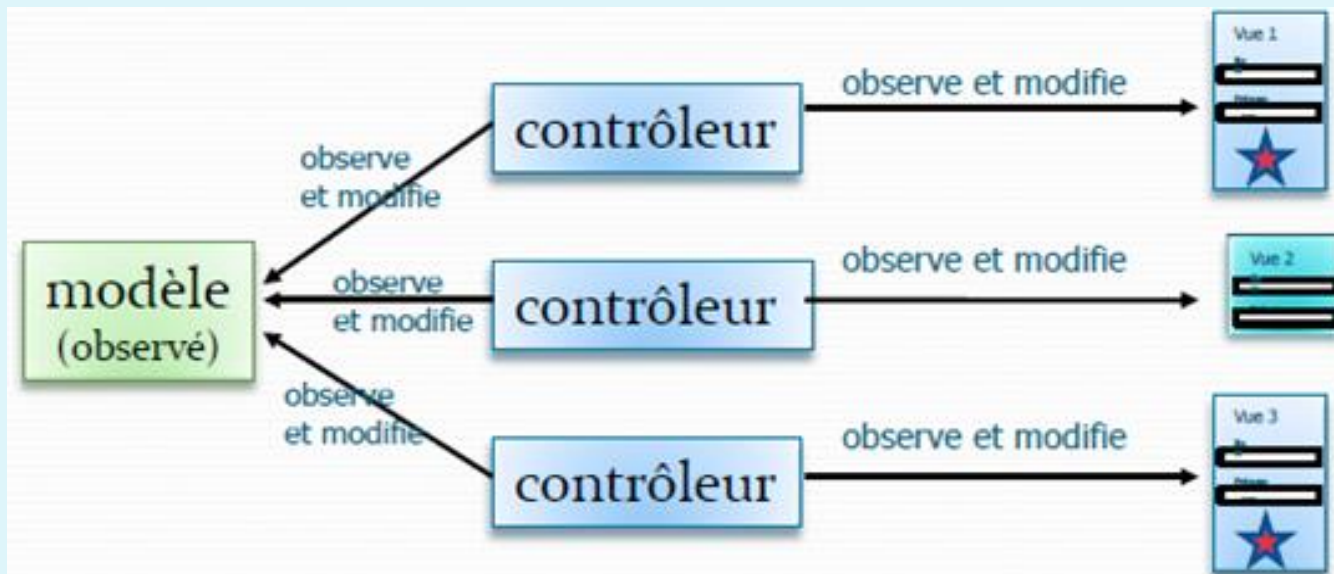 Vue 1
contrôleur
observe et modifie
observe
et modifie
modèle
(observé)
observe
et modifie
contrôleur
observe et modifie
Vue 2
observe
et modifie
contrôleur
observe et modifie
Vue 3